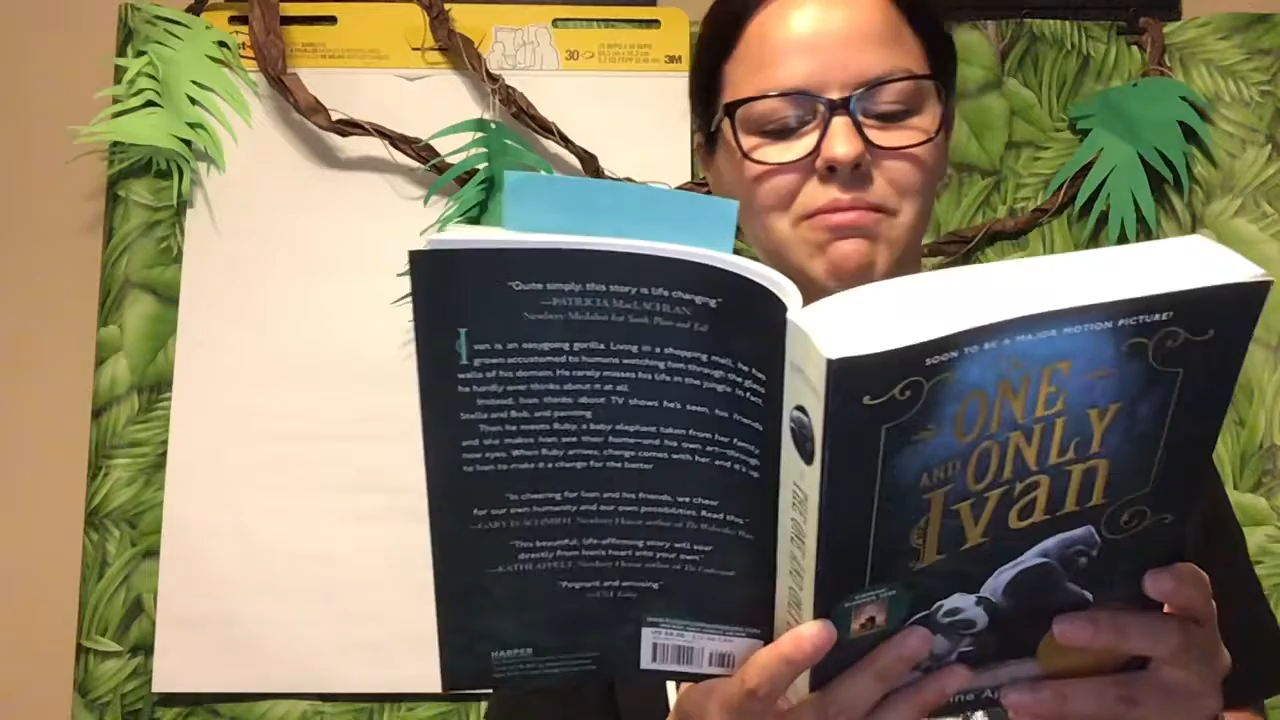 30
3M
"Quite simply, this story is life changing."
—PATRICIA MacLACHLAN
Newbery Medalist for Sarah, Plain and Tall
Ivan is an easygoing gorilla. Living in a shopping mall, he has
grown accustomed to humans watching him through the glass
walls of his domain. He rarely misses his life in the jungle. In fact,
he hardly ever thinks about it at all.
Instead, Ivan thinks about TV shows he's seen, his friends
Stella and Bob, and painting.
Then he meets Ruby, a baby elephant taken from her family,
and she makes Ivan see their home—and his own art—through
new eyes. When Ruby arrives, change comes with her, and it's up
to Ivan to make it a change for the better.
"In cheering for Ivan and his friends, we cheer
for our own humanity and our own possibilities. Read this."
—GARY D. SCHMIDT, Newbery Honor author of The Wednesday Wars
"This beautiful, life-affirming story will soar
directly from Ivan's heart into your own."
—KATHI APPELT, Newbery Honor author of The Underneath
"Poignant and amusing"
HARPER
SOON TO BE A MAJOR MOTION PICTURE!
THE
ONE
AND ONLY
Ivan
THE ONE AND ONLY